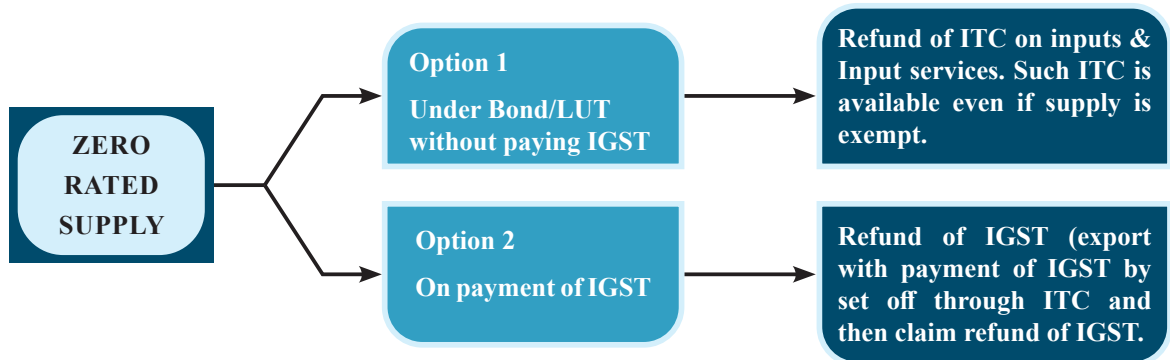 ZERO
RATED
SUPPLY
Option 1
Under Bond/LUT
without paying IGST
Refund of ITC on inputs &
Input services. Such ITC is
available even if supply is
exempt.
Option 2
On payment of IGST
Refund of IGST (export
with payment of IGST by
set off through ITC and
then claim refund of IGST.